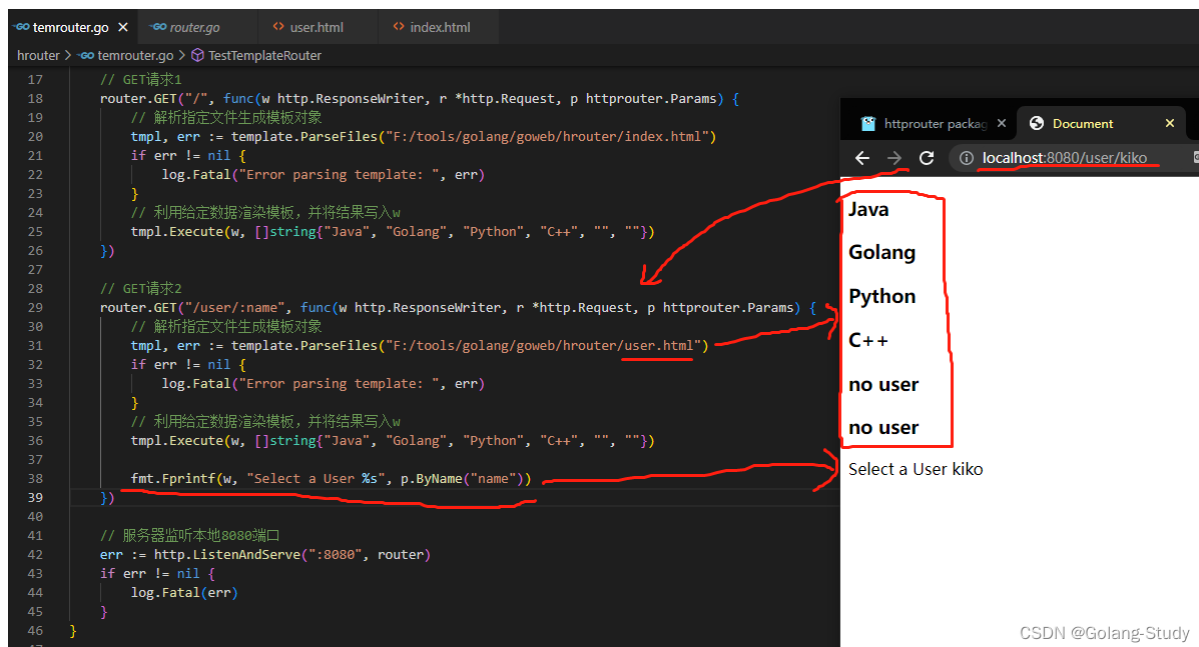 temrouter.go
router.go
user.html
index.html
hrouter > temrouter.go > TestTemplateRouter
17 // GET请求1
18 router.GET("/", func(w http.ResponseWriter, r *http.Request, p httprouter.Params) {
19 // 解析指定文件生成模板对象
20 tmpl, err := template.ParseFiles("F:/tools/golang/goweb/hrouter/index.html")
21 if err != nil {
22 log.Fatal("Error parsing template: ", err)
23 }
24 // 利用给定数据渲染模板，并将结果写入w
25 tmpl.Execute(w, []string{"Java", "Golang", "Python", "C++", "", ""})
26 })
27
28 // GET请求2
29 router.GET("/user/:name", func(w http.ResponseWriter, r *http.Request, p httprouter.Params) {
30 // 解析指定文件生成模板对象
31 tmpl, err := template.ParseFiles("F:/tools/golang/goweb/hrouter/user.html")
32 if err != nil {
33 log.Fatal("Error parsing template: ", err)
34 }
35 // 利用给定数据渲染模板，并将结果写入w
36 tmpl.Execute(w, []string{"Java", "Golang", "Python", "C++", "", ""})
37
38 fmt.Fprintf(w, "Select a User %s", p.ByName("name"))
39 })
40
41 // 服务器监听本地8080端口
42 err := http.ListenAndServe(":8080", router)
43 if err != nil {
44 log.Fatal(err)
45 }
46 }
httprouter packag
Document
localhost:8080/user/kiko
Java
Golang
Python
C++
no user
no user
Select a User kiko
CSDN @Golang-Study